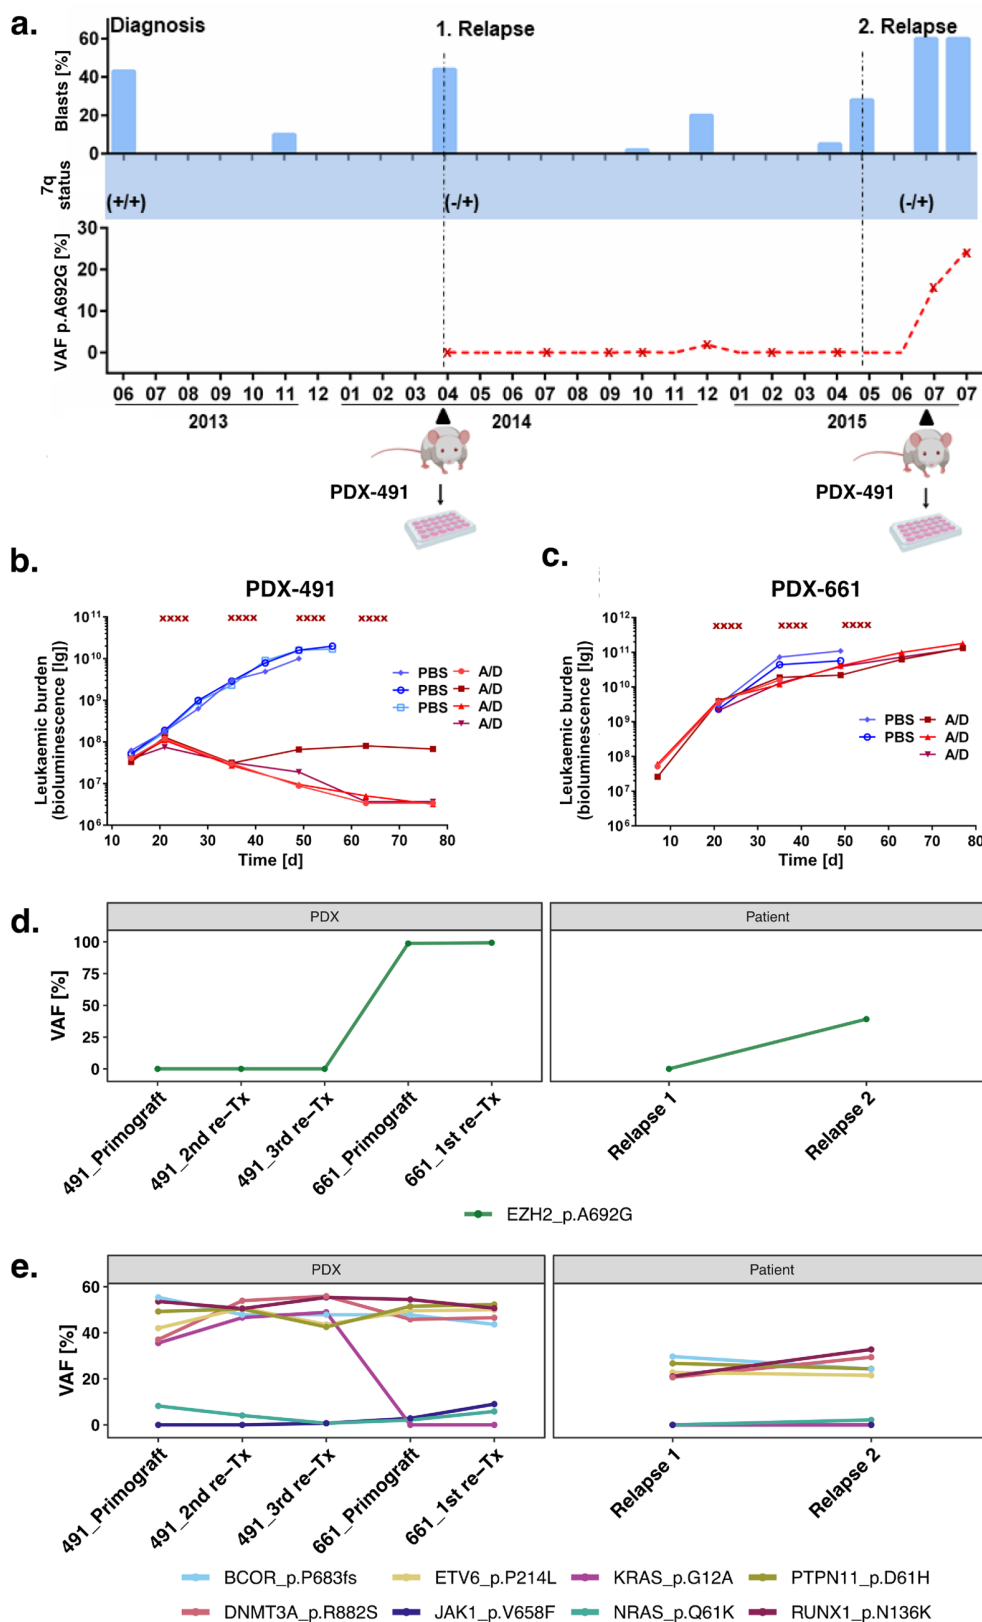 a.
Diagnosis
1. Relapse
2. Relapse
Blasts [%]
60
40
20
0
7q
status
(+/+)
(-/+)
(-/+)
VAF p.A692G [%]
30
20
10
0
06 07 08 09 10 11 12 01 02 03 04 05 06 07 08 09 10 11 12 01 02 03 04 05 06 07 07
2013 2014 2015
PDX-491
PDX-491
b.
PDX-491
xxxx xxxx xxxx xxxx
Leukaemic burden
(bioluminescence [lg])
10¹¹
10¹⁰
10⁹
10⁸
10⁷
10⁶
10 20 30 40 50 60 70 80
Time [d]
PBS A/D
PBS A/D
PBS A/D
A/D
c.
PDX-661
xxxx xxxx xxxx
Leukaemic burden
(bioluminescence [lg])
10¹²
10¹¹
10¹⁰
10⁹
10⁸
10⁷
10⁶
10 20 30 40 50 60 70 80
Time [d]
PBS A/D
PBS A/D
A/D
d.
PDX
Patient
VAF [%]
100
75
50
25
0
491_Primograft
491_2nd re–Tx
491_3rd re–Tx
661_Primograft
661_1st re–Tx
Relapse 1
Relapse 2
EZH2_p.A692G
e.
PDX
Patient
VAF [%]
60
40
20
0
491_Primograft
491_2nd re–Tx
491_3rd re–Tx
661_Primograft
661_1st re–Tx
Relapse 1
Relapse 2
BCOR_p.P683fs ETV6_p.P214L KRAS_p.G12A PTPN11_p.D61H
DNMT3A_p.R882S JAK1_p.V658F NRAS_p.Q61K RUNX1_p.N136K